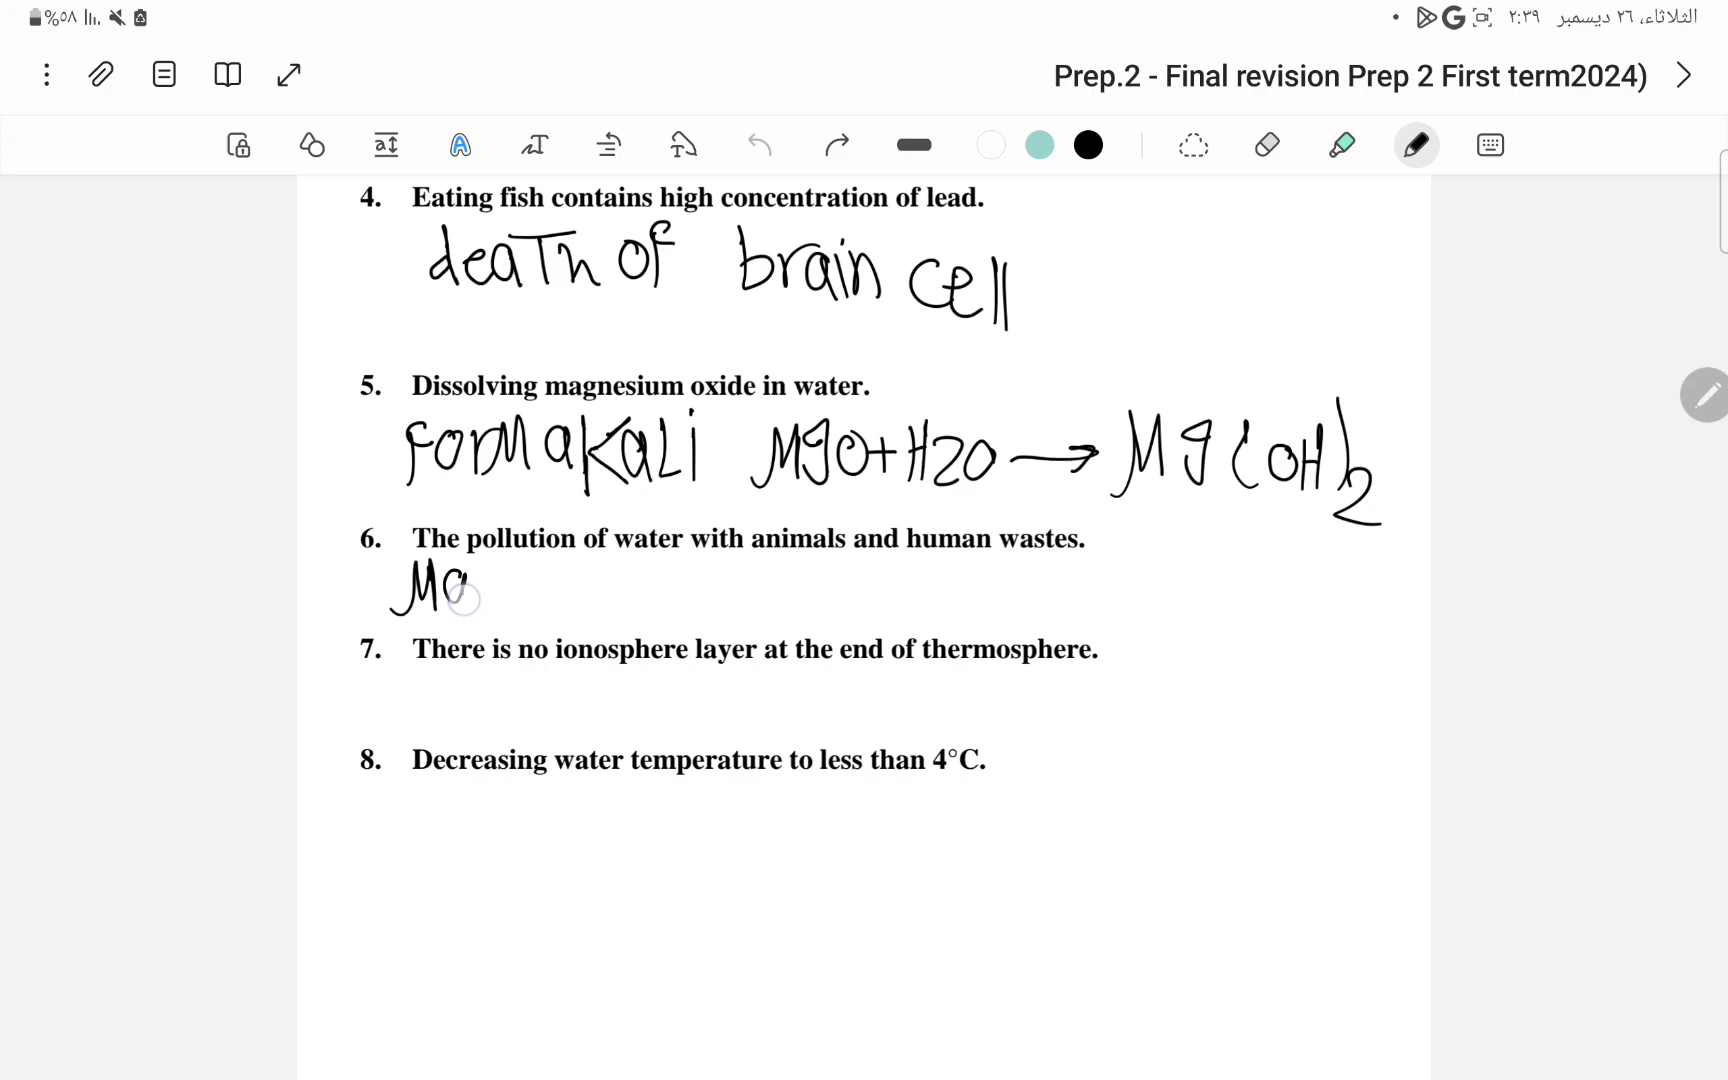 %٥٨ الثلاثاء، ٢٦ ديسمبر ٢:٣٩
Prep.2 - Final revision Prep 2 First term2024)
4. Eating fish contains high concentration of lead.
death of brain cell
5. Dissolving magnesium oxide in water.
Form akali MgO + H2O → Mg(OH)2
6. The pollution of water with animals and human wastes.
Ma
7. There is no ionosphere layer at the end of thermosphere.
8. Decreasing water temperature to less than 4°C.